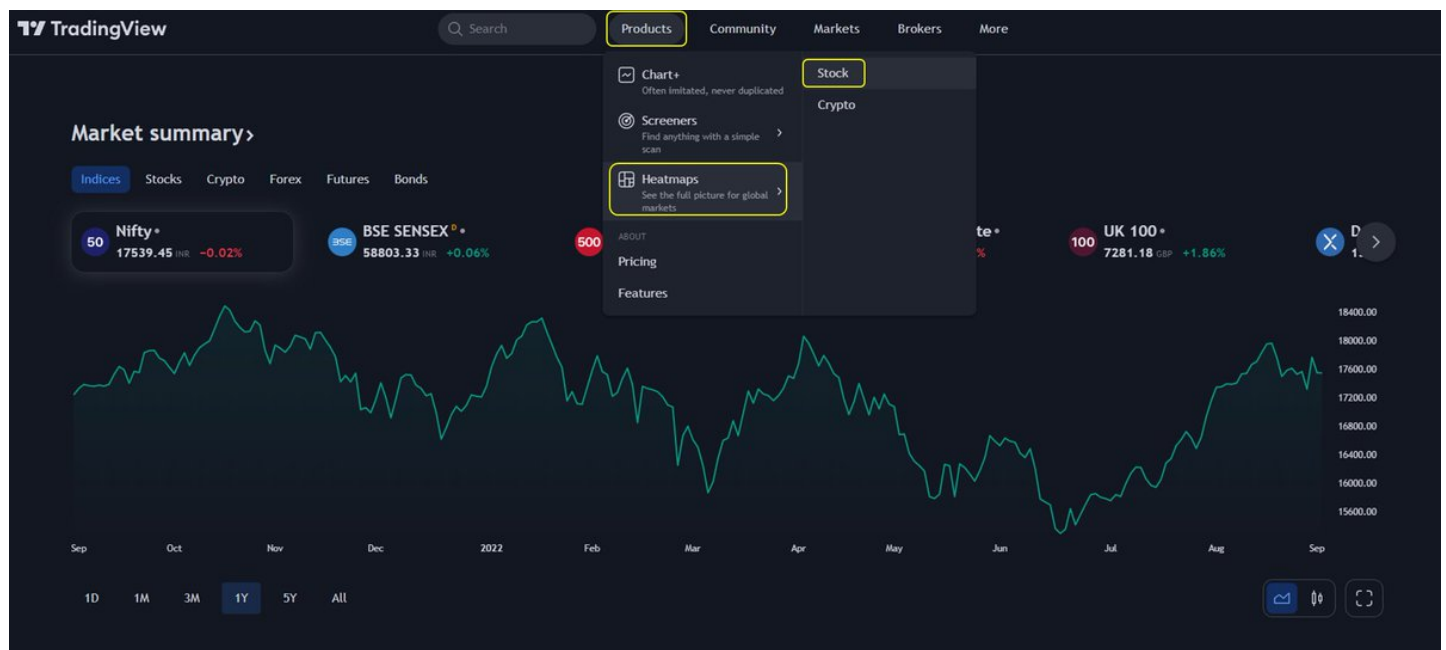 TradingView
Search
Products
Community
Markets
Brokers
More
Chart+
Often imitated, never duplicated
Screeners
Find anything with a simple
scan
Heatmaps
See the full picture for global
markets
ABOUT
Pricing
Features
Stock
Crypto
Market summary
Indices
Stocks
Crypto
Forex
Futures
Bonds
50
Nifty
17539.45 INR -0.02%
BSE
BSE SENSEX D
58803.33 INR +0.06%
500
te
%
100
UK 100
7281.18 GBP +1.86%
X
D
1.
18400.00
18000.00
17600.00
17200.00
16800.00
16400.00
16000.00
15600.00
Sep
Oct
Nov
Dec
2022
Feb
Mar
Apr
May
Jun
Jul
Aug
Sep
1D
1M
3M
1Y
5Y
All